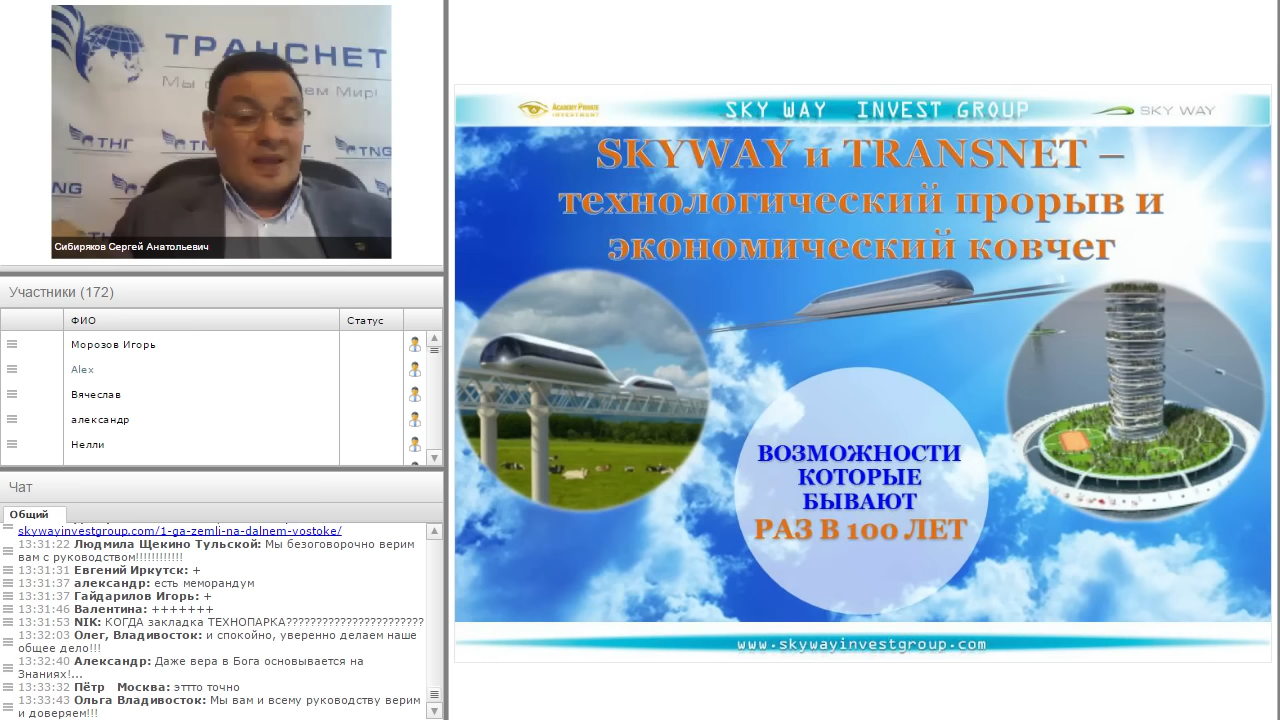 ТРАНСНЕТ
ТНГ
TNG
TNG
Сибиряков Сергей Анатольевич
Участники (172)
ФИО
Статус
Морозов Игорь
Alex
Вячеслав
александр
Нелли
Чат
Общий
skywayinvestgroup.com/1-ga-zemli-na-dalnem-vostoke/
13:31:22 Людмила Щекино Тульской: Мы безоговорочно верим
вам с руководством!!!!!!!!!!!!
13:31:31 Евгений Иркутск: +
13:31:37 александр: есть меморандум
13:31:37 Гайдарилов Игорь: +
13:31:46 Валентина: +++++++
13:31:53 NIK: КОГДА закладка ТЕХНОПАРКА???????????????????????
13:32:03 Олег, Владивосток: и спокойно, уверенно делаем наше
общее дело!!!
13:32:40 Александр: Даже вера в Бога основывается на
Знаниях!...
13:33:32 Пётр Москва: этто точно
13:33:43 Ольга Владивосток: Мы вам и всему руководству верим
и доверяем!!!
ACADEMY PRIVATE
INVESTMENT
SKY WAY INVEST GROUP
SKY WAY
SKYWAY и TRANSNET –
технологический прорыв и
экономический ковчег
ВОЗМОЖНОСТИ
КОТОРЫЕ
БЫВАЮТ
РАЗ В 100 ЛЕТ
www.skywayinvestgroup.com